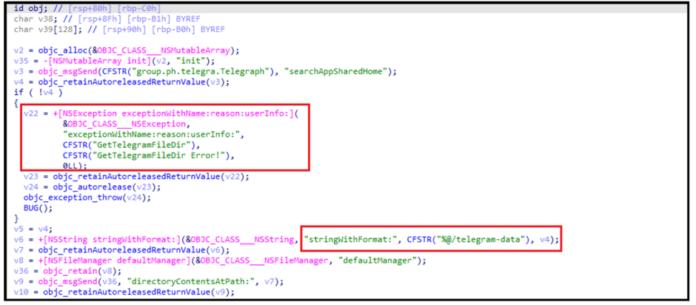 id obj; // [rsp+80h] [rbp-C0h]
char v38; // [rsp+8Fh] [rbp-B1h] BYREF
char v39[128]; // [rsp+90h] [rbp-B0h] BYREF
v2 = objc_alloc(&OBJC_CLASS___NSMutableArray);
v35 = -[NSMutableArray init](v2, "init");
v3 = objc_msgSend(CFSTR("group.ph.telegra.Telegraph"), "searchAppSharedHome");
v4 = objc_retainAutoreleasedReturnValue(v3);
if ( !v4 )
{
v22 = +[NSException exceptionWithName:reason:userInfo:](
&OBJC_CLASS___NSException,
"exceptionWithName:reason:userInfo:",
CFSTR("GetTelegramFileDir"),
CFSTR("GetTelegramFileDir Error!"),
0LL);
v23 = objc_retainAutoreleasedReturnValue(v22);
v24 = objc_autorelease(v23);
objc_exception_throw(v24);
BUG();
}
v5 = v4;
v6 = +[NSString stringWithFormat:](&OBJC_CLASS___NSString, "stringWithFormat:", CFSTR("%@/telegram-data"), v4);
v7 = objc_retainAutoreleasedReturnValue(v6);
v8 = +[NSFileManager defaultManager](&OBJC_CLASS___NSFileManager, "defaultManager");
v36 = objc_retain(v8);
v9 = objc_msgSend(v36, "directoryContentsAtPath:", v7);
v10 = objc_retainAutoreleasedReturnValue(v9);